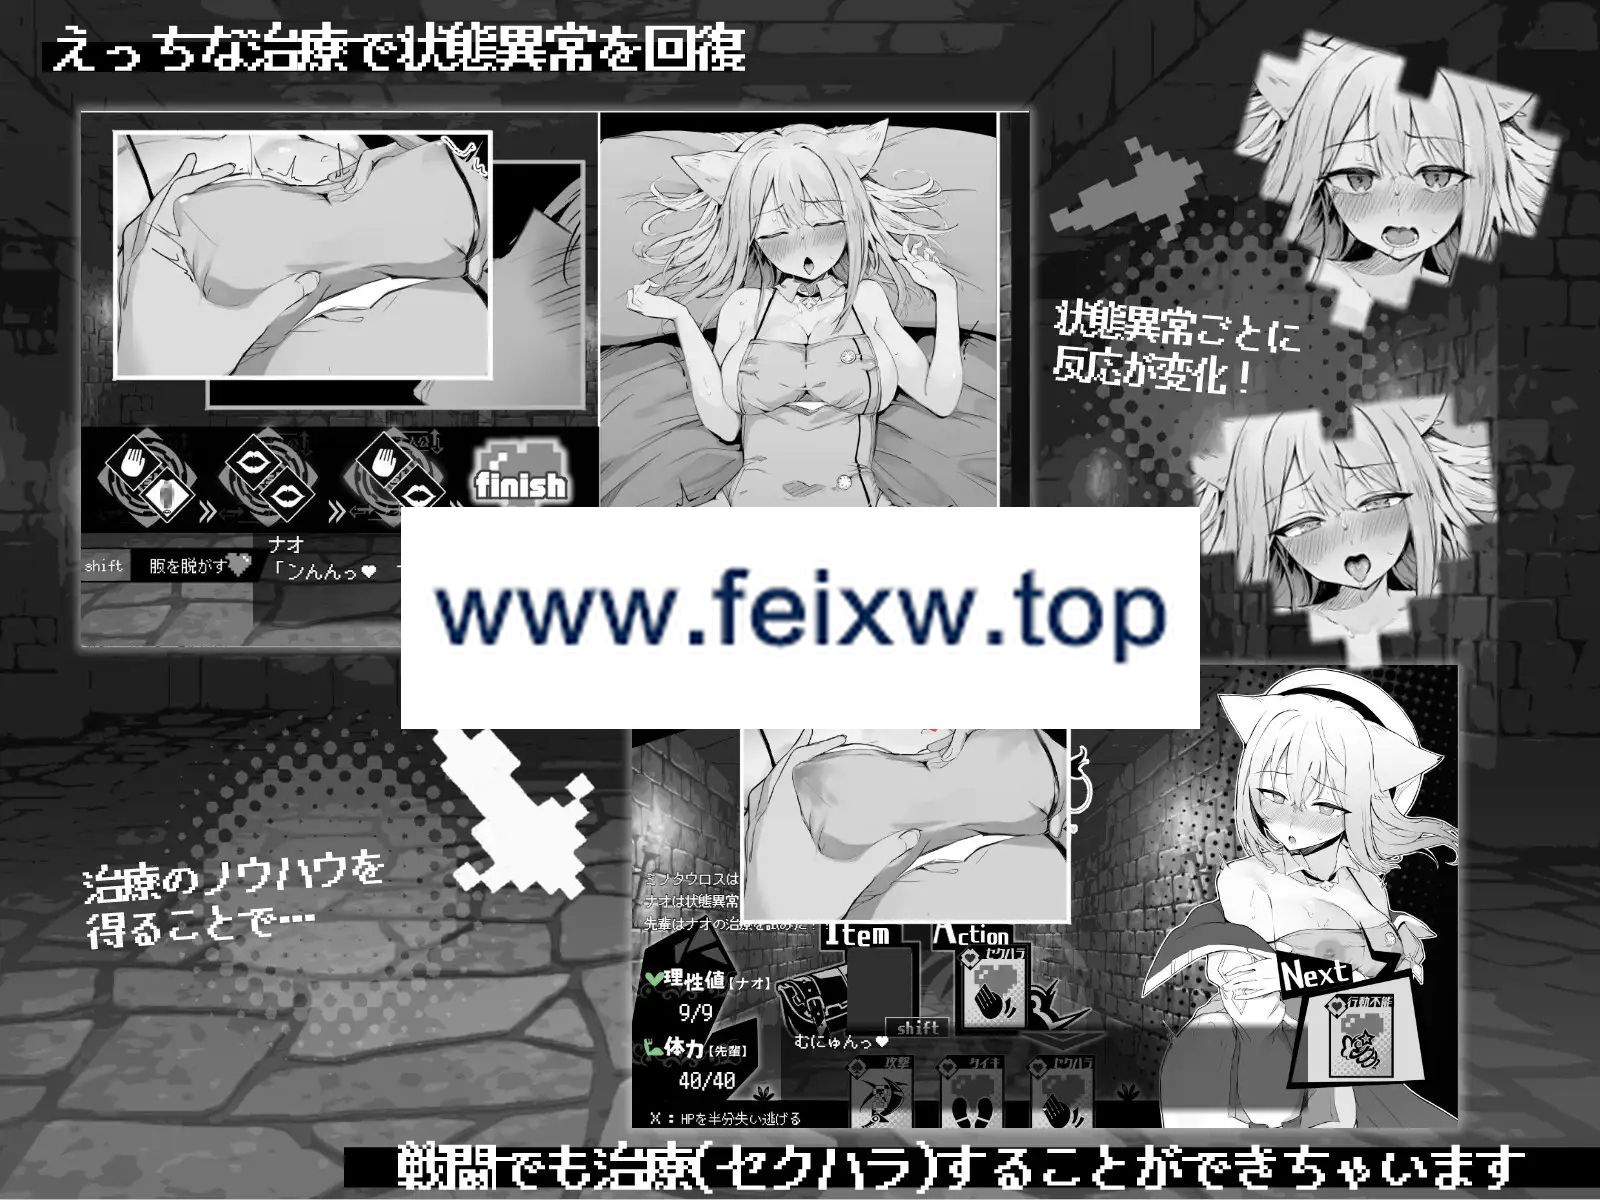 えっちな治療で状態異常を回復
状態異常ごとに
反応が変化！
finish
shift
服を脱がす
ナオ
「ンんんっ♥
www.feixw.top
治療のノウハウを
得ることで…
ミノタウロスは
ナオは状態異常
先輩はナオの治療を試みた！
Item
Action
セクハラ
理性値【ナオ】
9/9
shift
むにゅんっ♥
Next
行動不能
体力【先輩】
40/40
攻撃
クイキ
セクハラ
X：HPを半分失い逃げる
戦闘でも治療(セクハラ)することができちゃいます